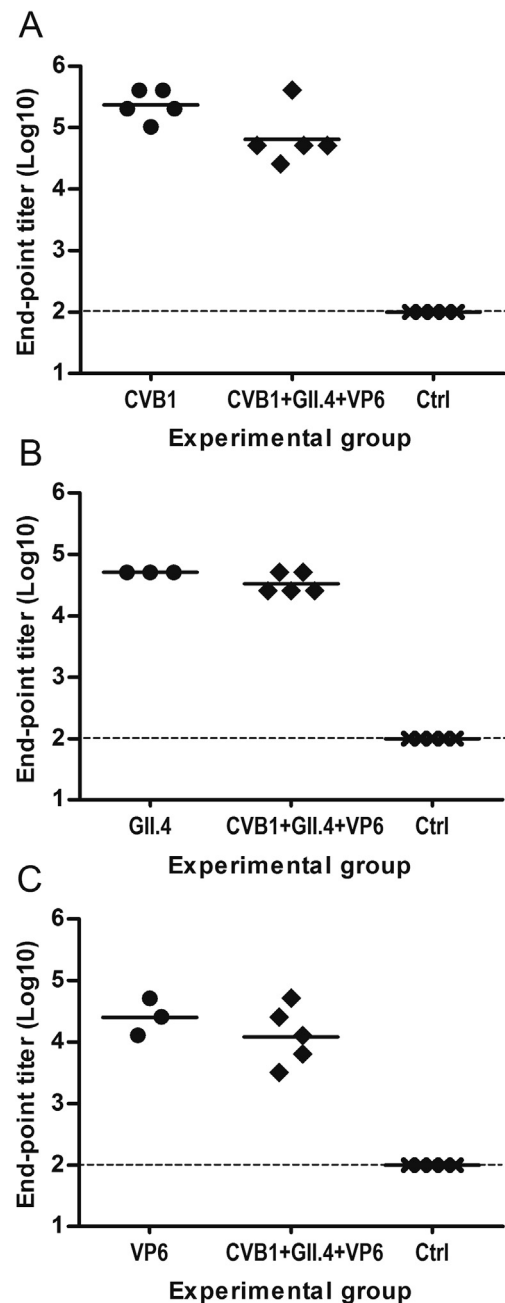 A
End-point titer (Log10)
6
5
4
3
2
1
CVB1 CVB1+GII.4+VP6 Ctrl
Experimental group
B
End-point titer (Log10)
6
5
4
3
2
1
GII.4 CVB1+GII.4+VP6 Ctrl
Experimental group
C
End-point titer (Log10)
6
5
4
3
2
1
VP6 CVB1+GII.4+VP6 Ctrl
Experimental group